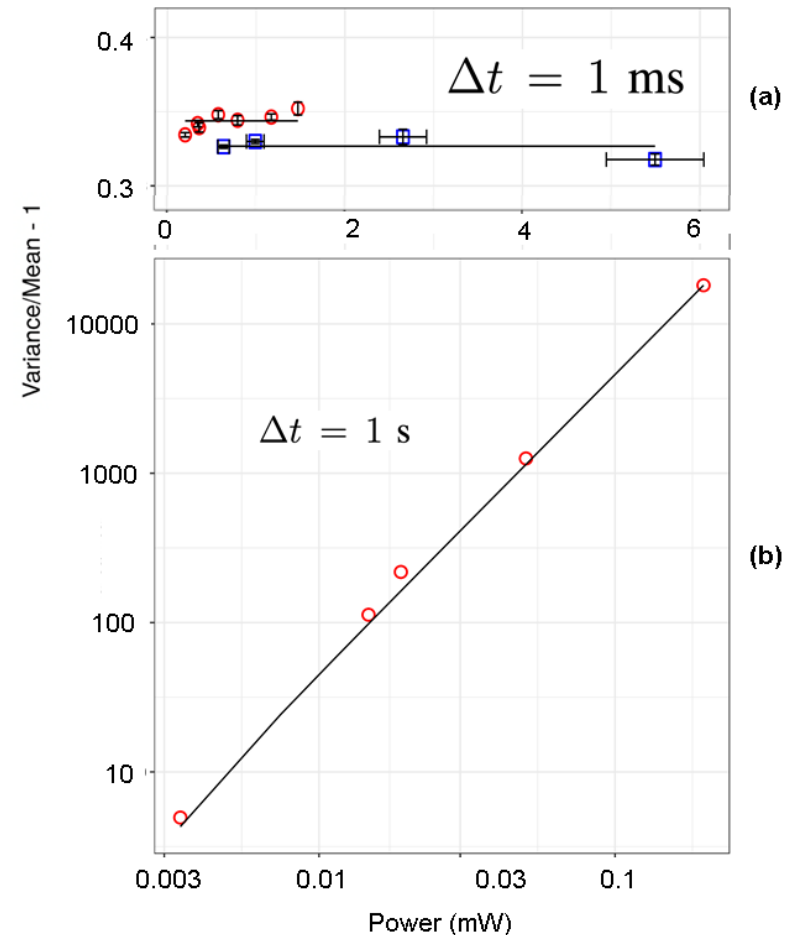 0.4
Δt = 1 ms
(a)
0.3
0 2 4 6
Variance/Mean - 1
10000
Δt = 1 s
1000
(b)
100
10
0.003 0.01 0.03 0.1
Power (mW)